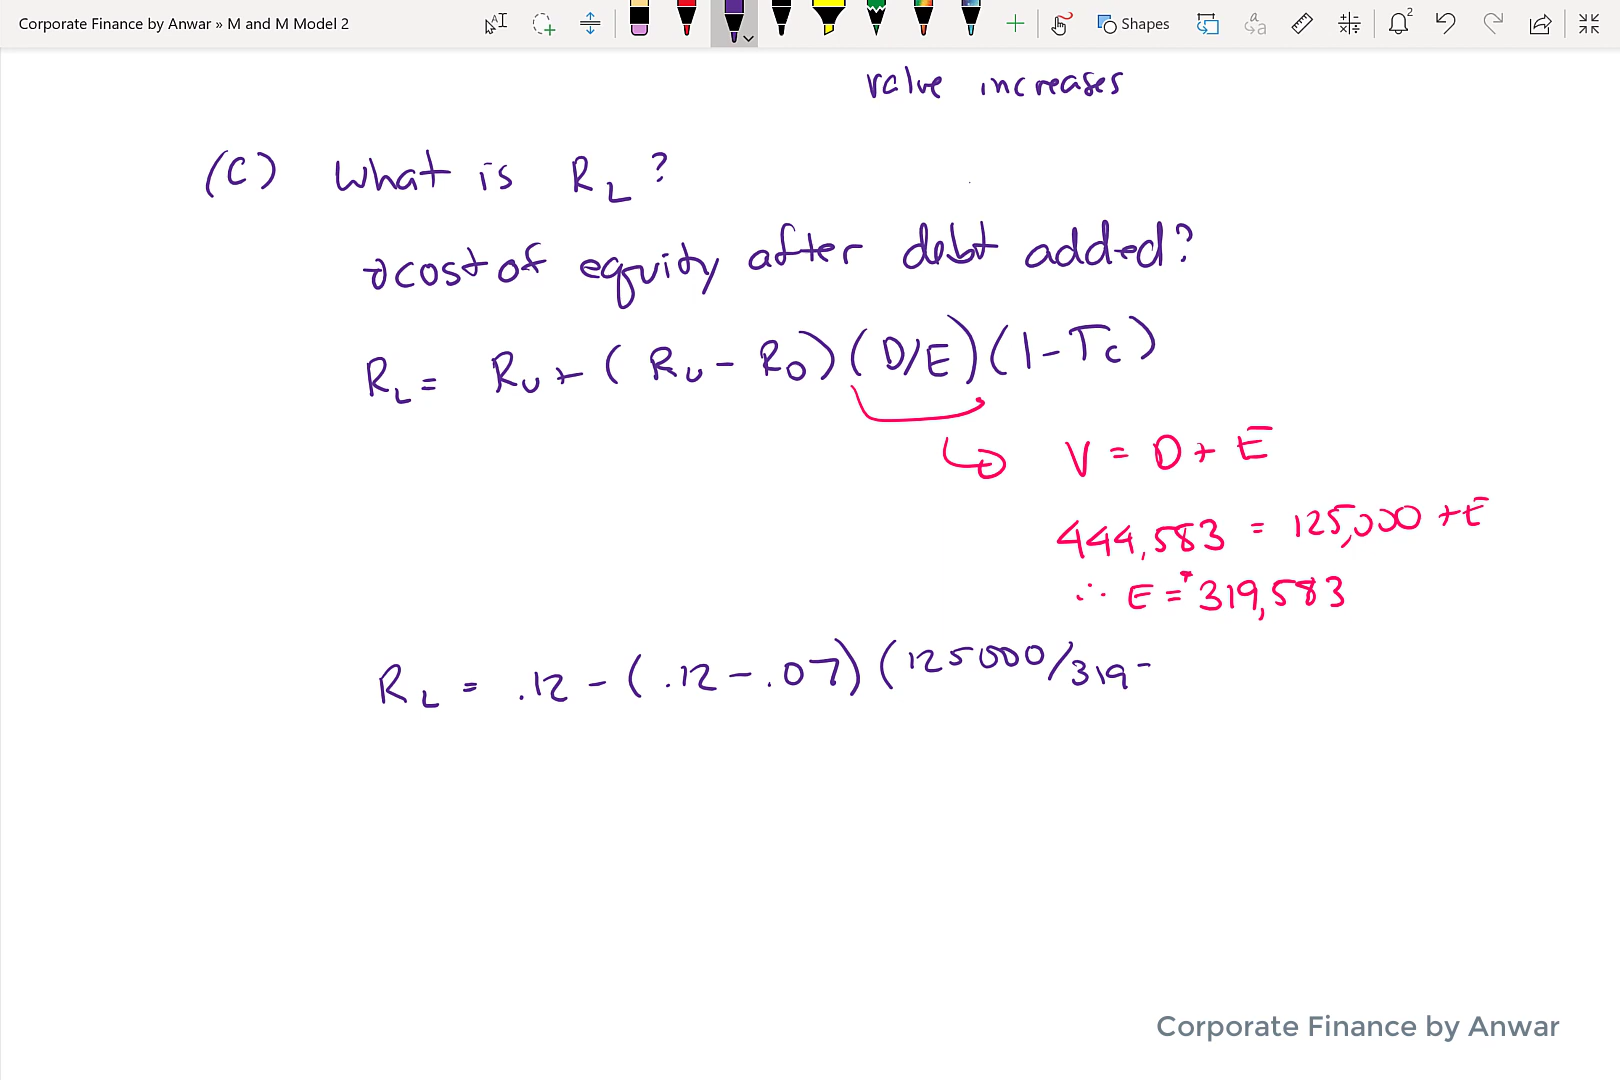 Corporate Finance by Anwar » M and M Model 2
Shapes
2
value increases
(C) What is RL?
→ cost of equity after debt added?
RL = RU + (RU - RD)(D/E)(1-Tc)
↳ V = D + E
444,583 = 125,000 + E
∴ E = 319,583
RL = .12 - (.12 - .07)(125000/319
Corporate Finance by Anwar